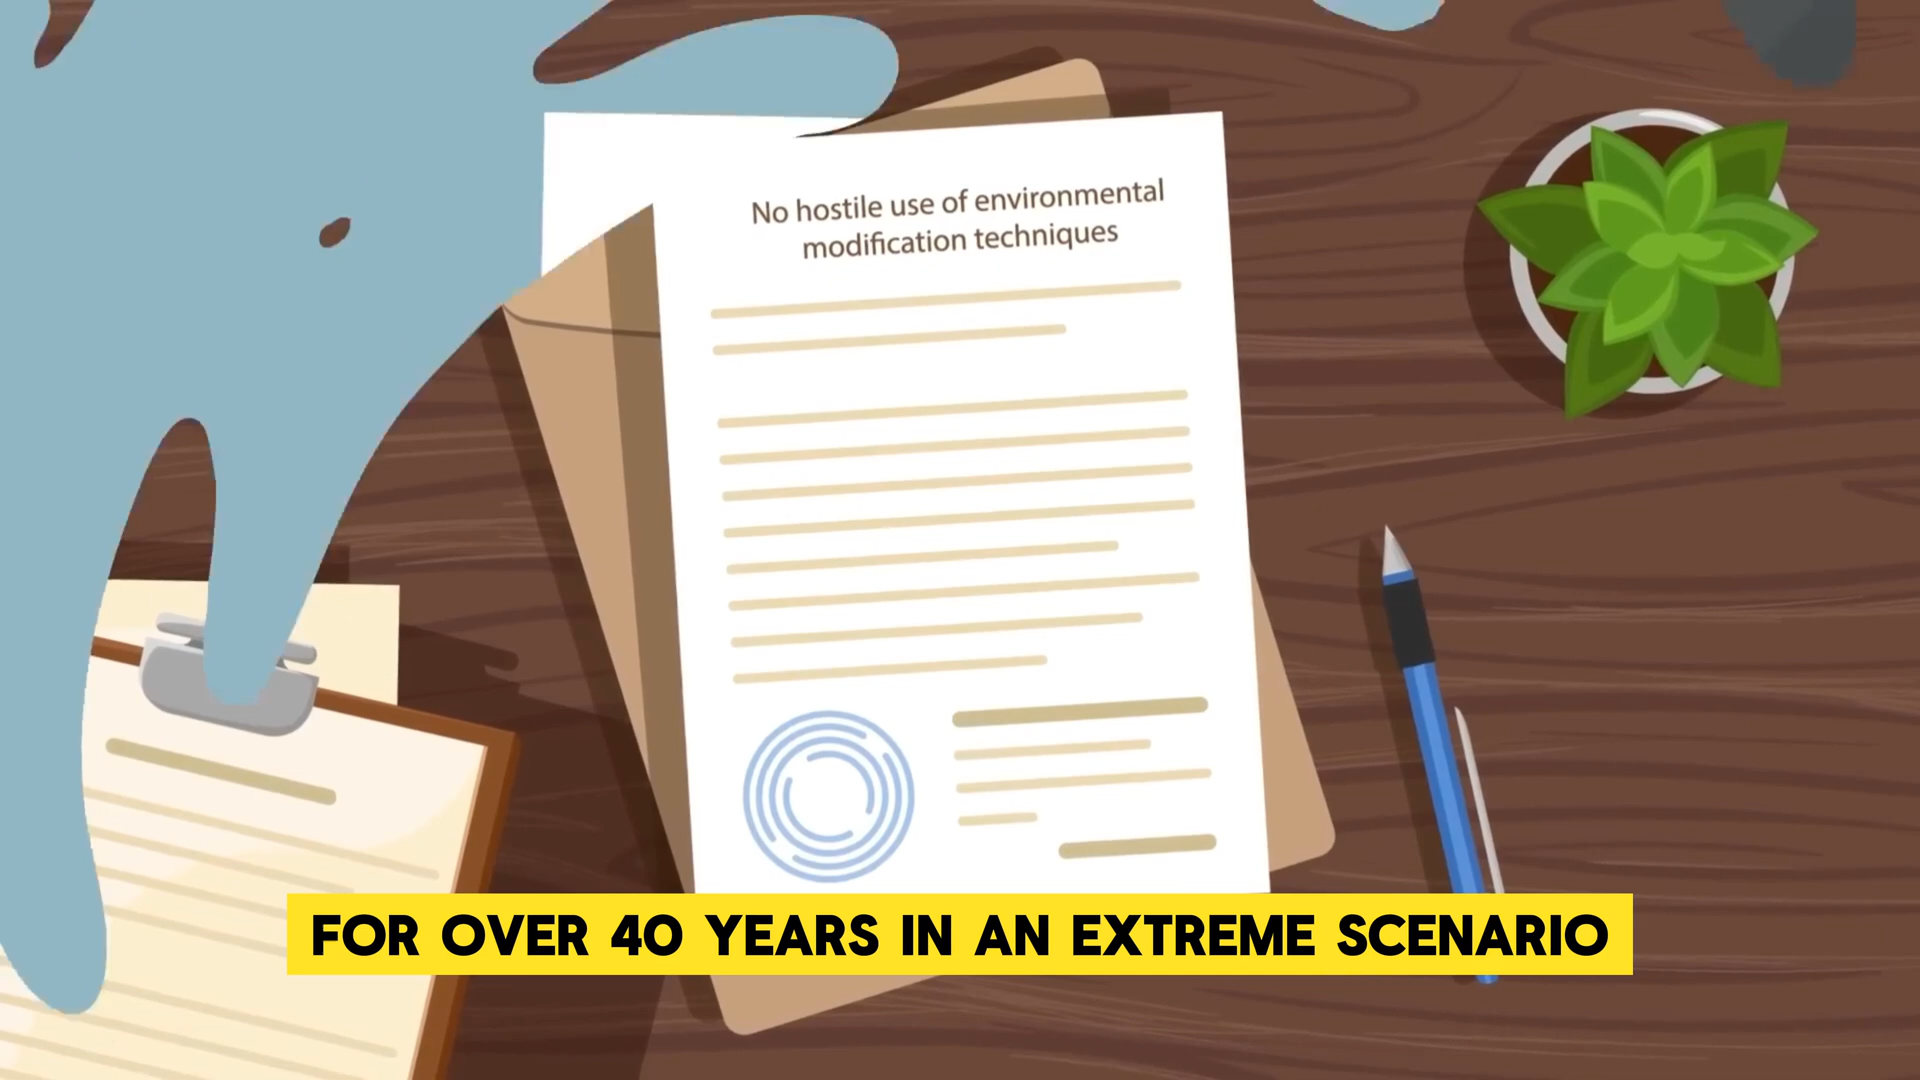 No hostile use of environmental
modification techniques
FOR OVER 40 YEARS IN AN EXTREME SCENARIO